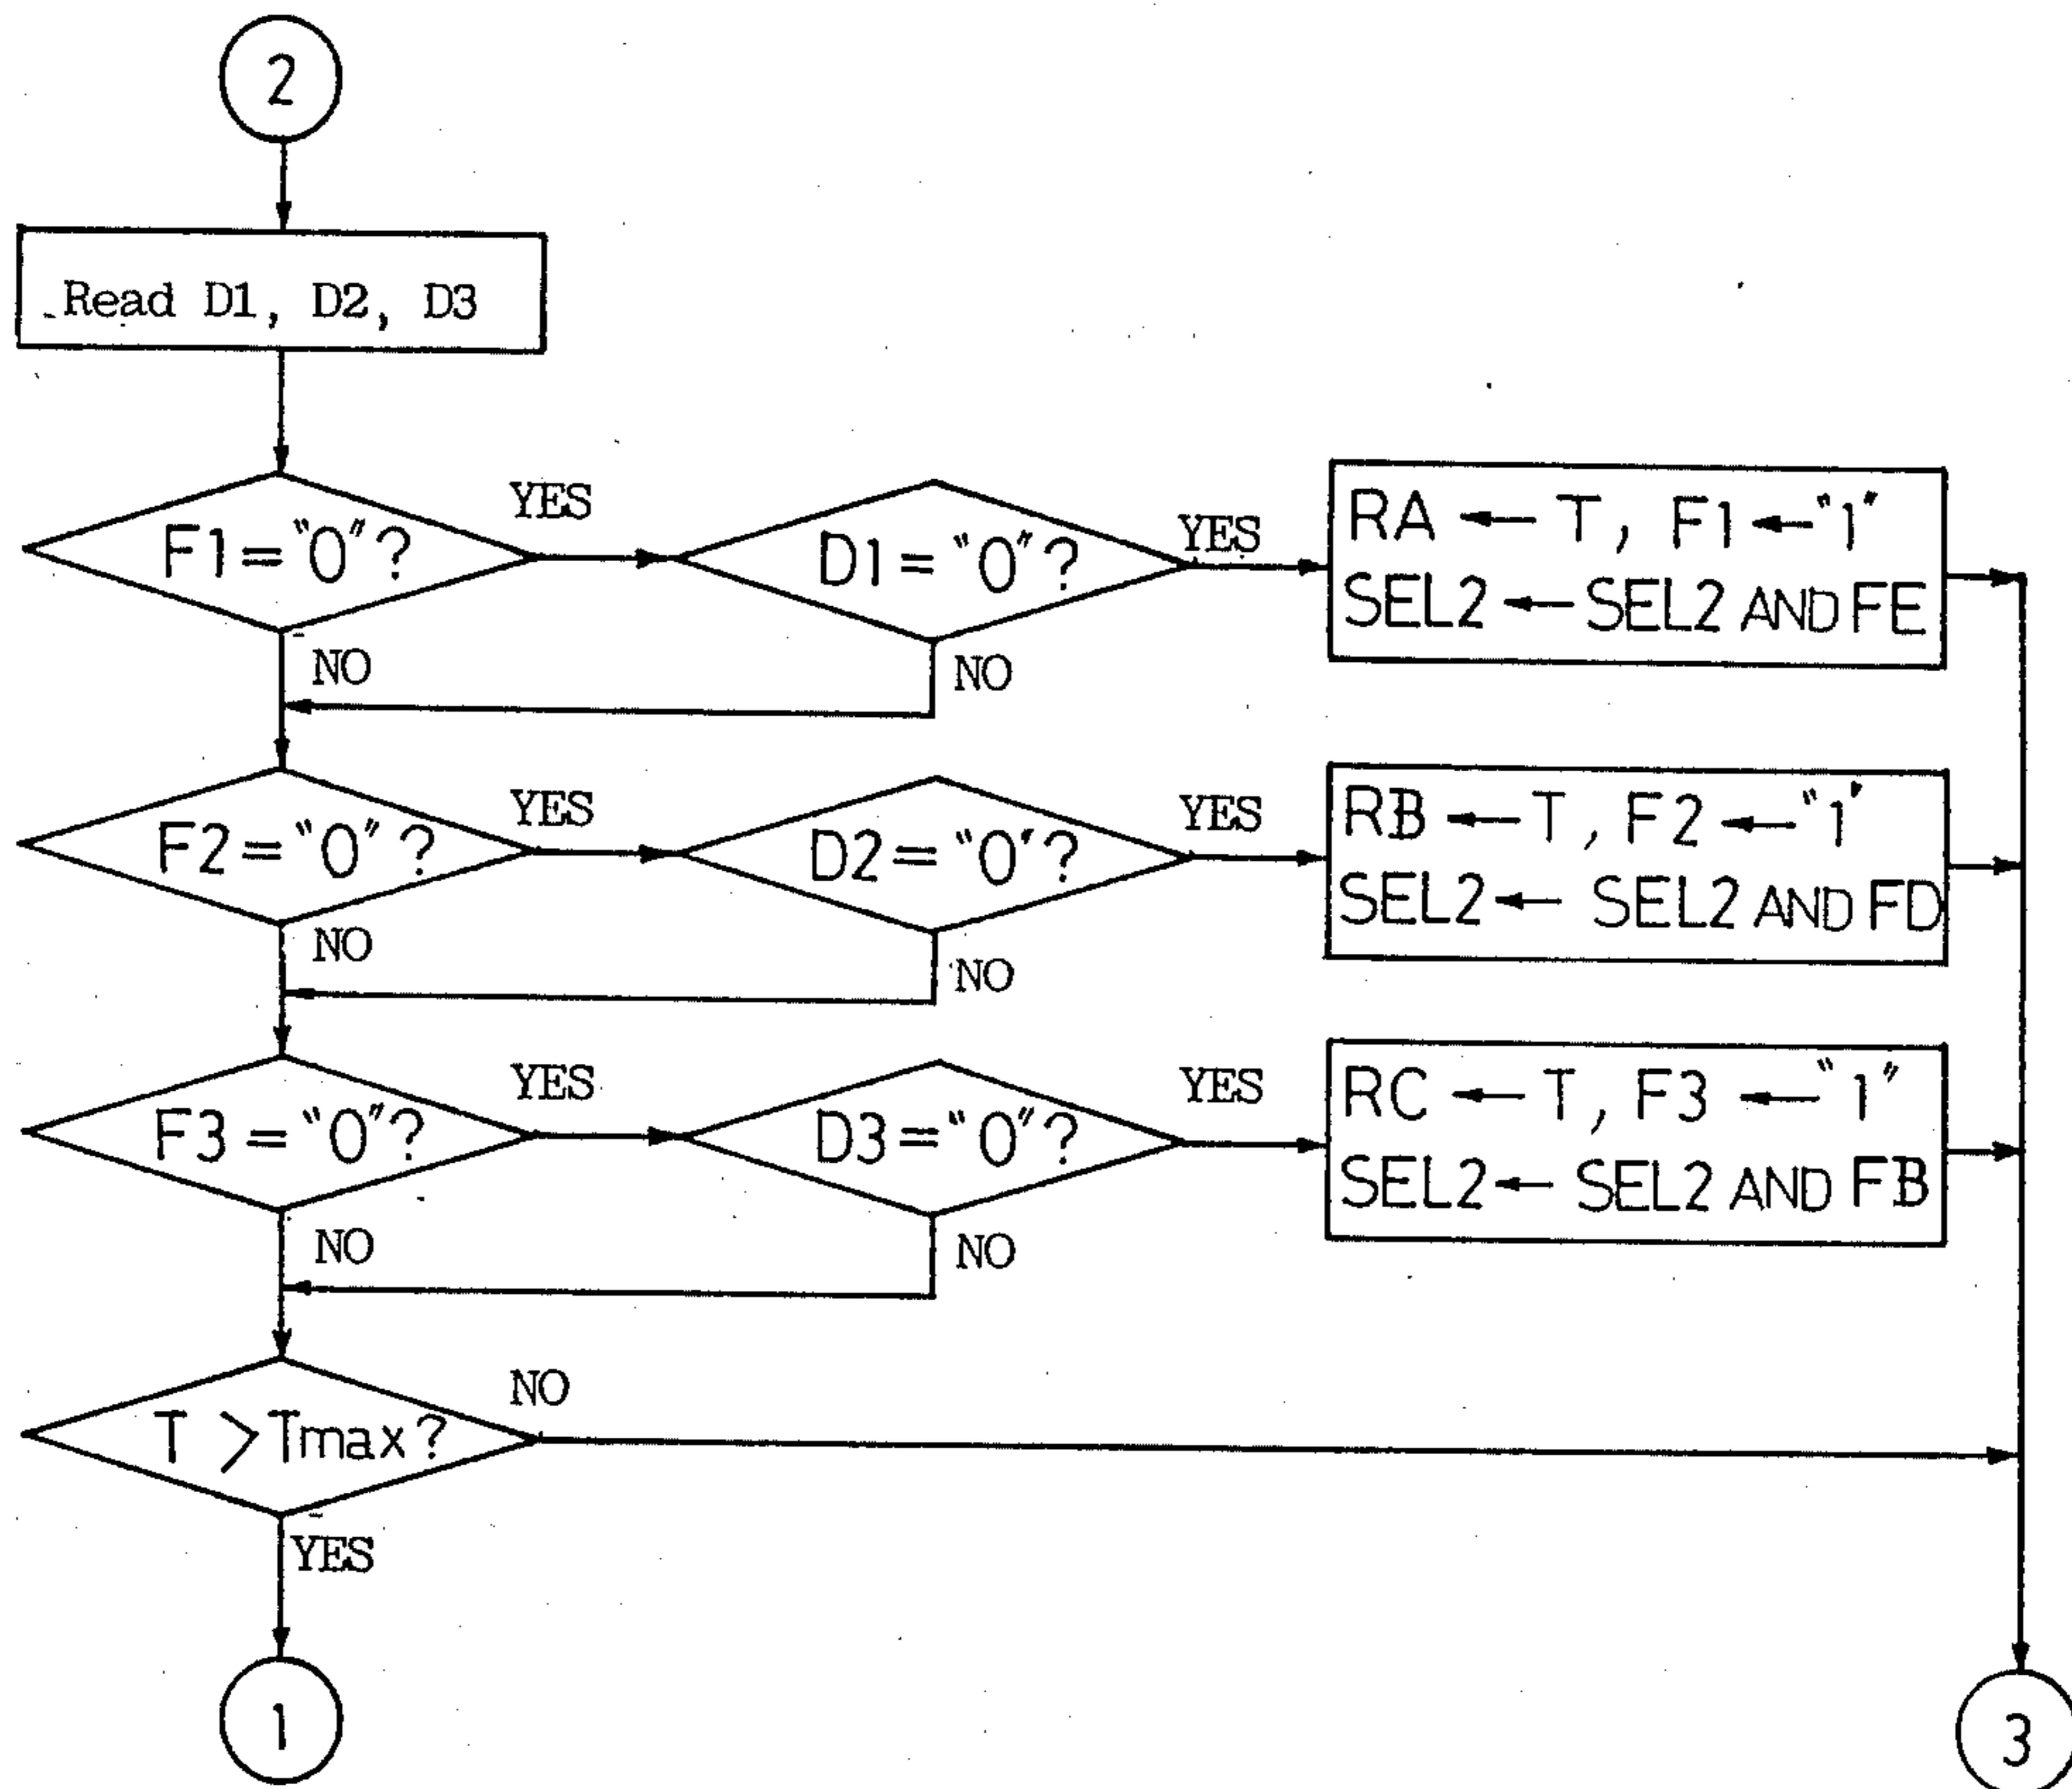 2
Read D1, D2, D3
F1 = "0" ?
YES
D1 = "0" ?
YES
RA ← T, F1 ← "1"
SEL2 ← SEL2 AND FE
NO
NO
F2 = "0" ?
YES
D2 = "0" ?
YES
RB ← T, F2 ← "1"
SEL2 ← SEL2 AND FD
NO
NO
F3 = "0" ?
YES
D3 = "0" ?
YES
RC ← T, F3 ← "1"
SEL2 ← SEL2 AND FB
NO
NO
T > Tmax ?
NO
YES
1
3